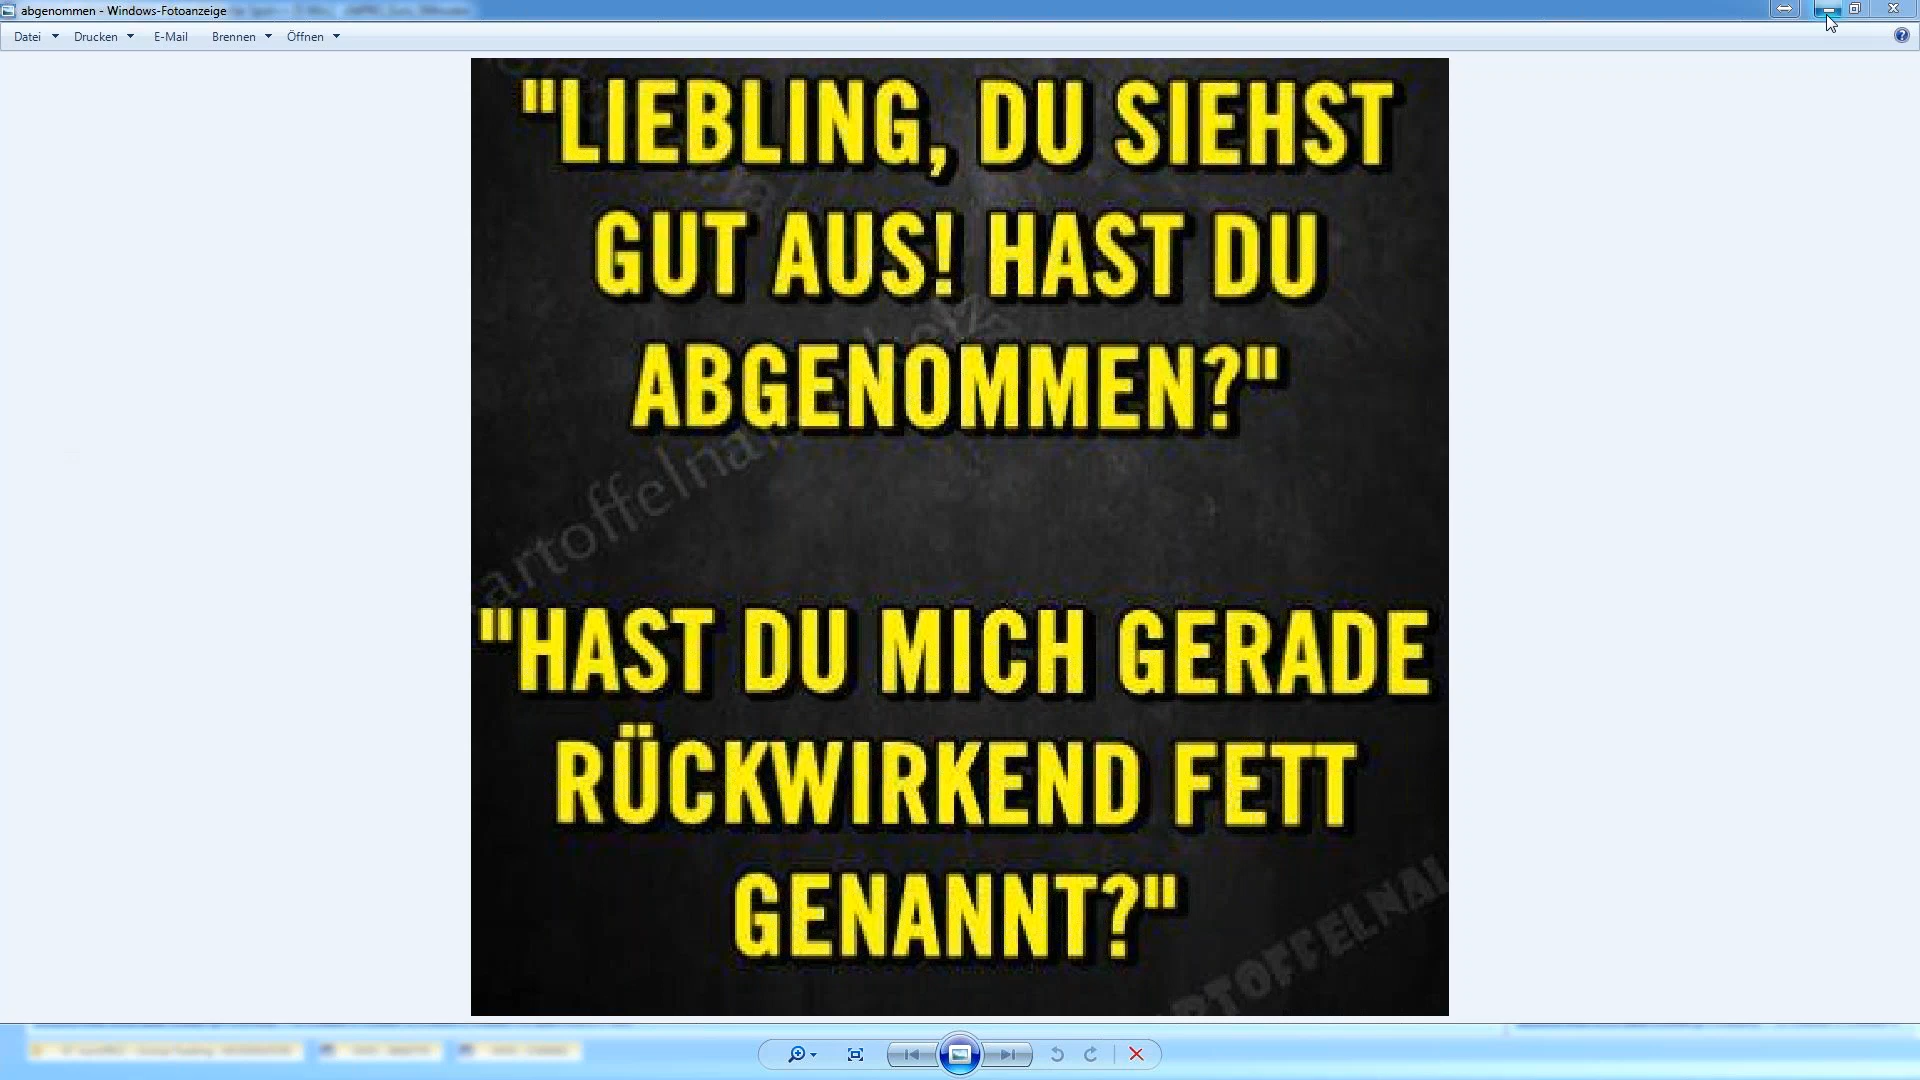 abgenommen - Windows-Fotoanzeige
Datei Drucken E-Mail Brennen Öffnen
"LIEBLING, DU SIEHST
GUT AUS! HAST DU
ABGENOMMEN?"
"HAST DU MICH GERADE
RÜCKWIRKEND FETT
GENANNT?"